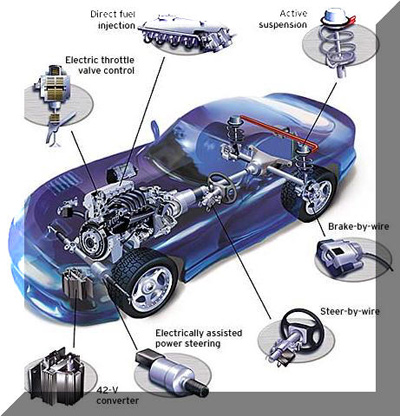 Direct fuel
injection
Active
suspension
Electric throttle
valve control
Brake-by-wire
Steer-by-wire
Electrically assisted
power steering
42-V
converter